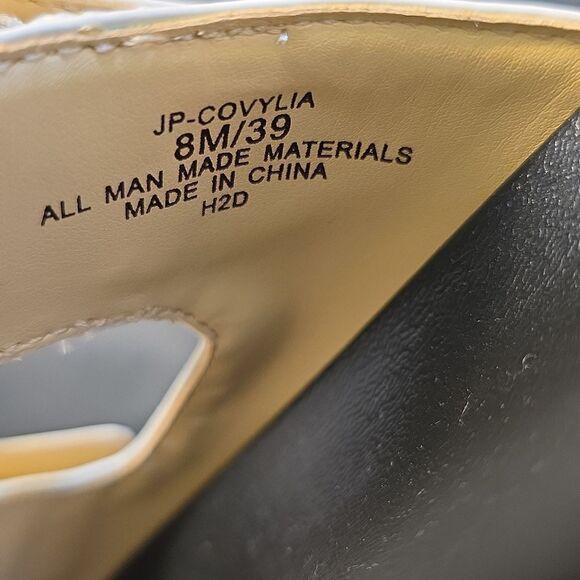 JP-COVYLIA
8M/39
ALL MAN MADE MATERIALS
MADE IN CHINA
H2D